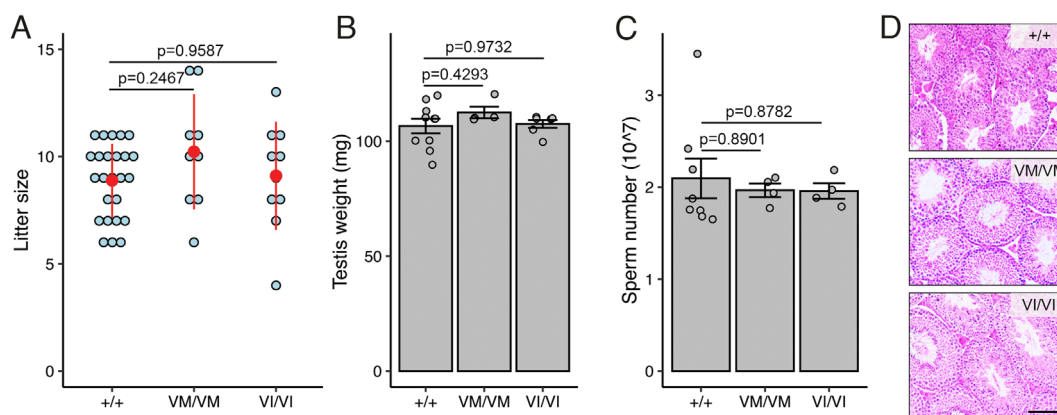 A
Litter size
15
10
5
0
p=0.9587
p=0.2467
+/+
VM/VM
VI/VI
B
Testis weight (mg)
100
50
0
p=0.9732
p=0.4293
+/+
VM/VM
VI/VI
C
Sperm number (10^7)
3
2
1
0
p=0.8782
p=0.8901
+/+
VM/VM
VI/VI
D
+/+
VM/VM
VI/VI